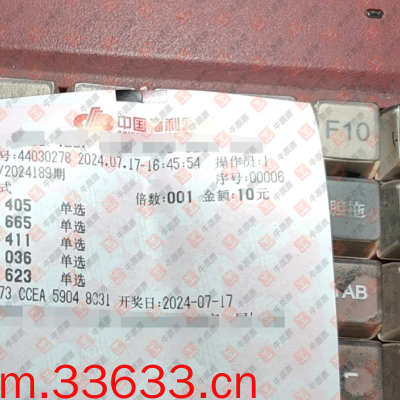 中国福利彩
号:44030278 2024.07.17-16:45:54 操作员:1
/2024189期 序号:00006
式
405 单选 倍数:001 金额:10元
665 单选
411 单选
036 单选
623 单选
73 CCEA 5904 8C31 开奖日:2024-07-17
F10
AB
m.33633.cn